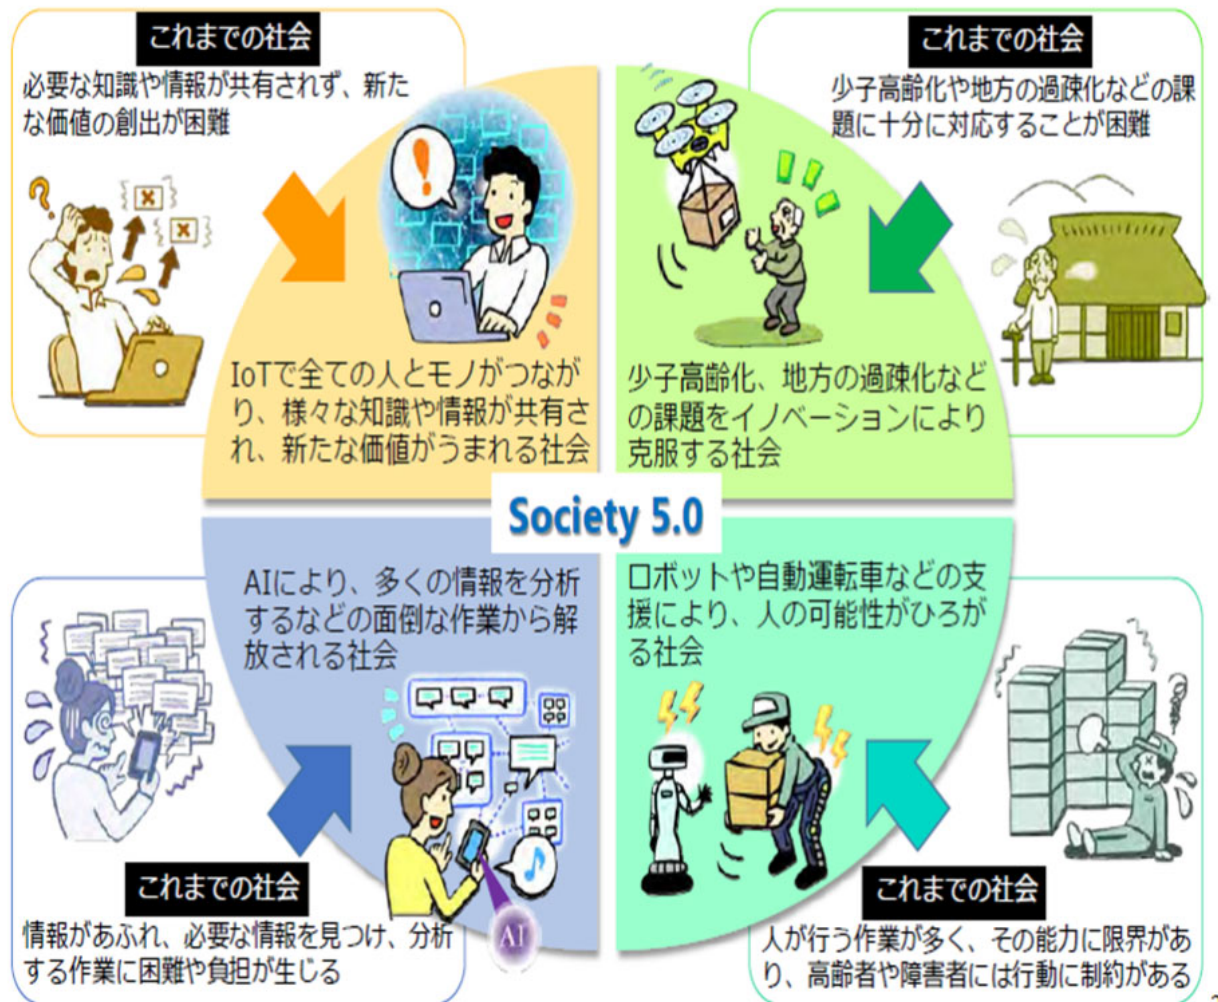 これまでの社会
必要な知識や情報が共有されず、新た
な価値の創出が困難
IoTで全ての人とモノがつなが
り、様々な知識や情報が共有さ
れ、新たな価値がうまれる社会
これまでの社会
少子高齢化や地方の過疎化などの課
題に十分に対応することが困難
少子高齢化、地方の過疎化など
の課題をイノベーションにより
克服する社会
Society 5.0
AIにより、多くの情報を分析
するなどの面倒な作業から解
放される社会
AI
これまでの社会
情報があふれ、必要な情報を見つけ、分析
する作業に困難や負担が生じる
ロボットや自動運転車などの支
援により、人の可能性がひろが
る社会
これまでの社会
人が行う作業が多く、その能力に限界があ
り、高齢者や障害者には行動に制約がある